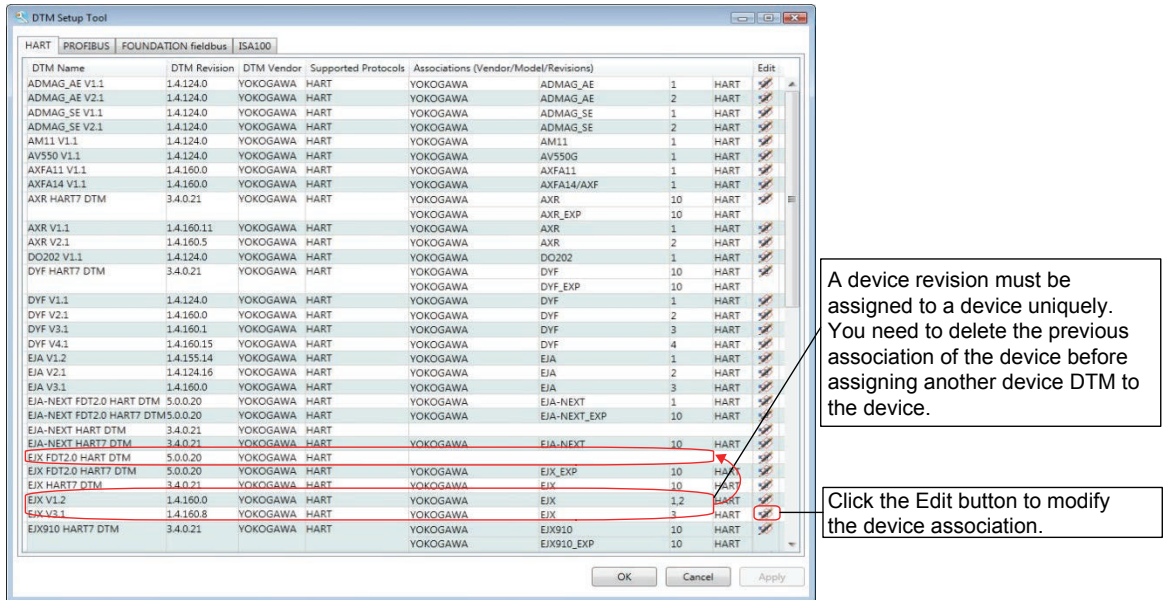 DTM Setup Tool
HART PROFIBUS FOUNDATION fieldbus ISA100
DTM Name DTM Revision DTM Vendor Supported Protocols Associations (Vendor/Model/Revisions) Edit
ADMAG_AE V1.1 1.4.124.0 YOKOGAWA HART YOKOGAWA ADMAG_AE 1 HART
ADMAG_AE V2.1 1.4.124.0 YOKOGAWA HART YOKOGAWA ADMAG_AE 2 HART
ADMAG_SE V1.1 1.4.124.0 YOKOGAWA HART YOKOGAWA ADMAG_SE 1 HART
ADMAG_SE V2.1 1.4.124.0 YOKOGAWA HART YOKOGAWA ADMAG_SE 2 HART
AM11 V1.1 1.4.124.0 YOKOGAWA HART YOKOGAWA AM11 1 HART
AV550 V1.1 1.4.124.0 YOKOGAWA HART YOKOGAWA AV550G 1 HART
AXFA11 V1.1 1.4.160.0 YOKOGAWA HART YOKOGAWA AXFA11 1 HART
AXFA14 V1.1 1.4.160.0 YOKOGAWA HART YOKOGAWA AXFA14/AXF 1 HART
AXR HART7 DTM 3.4.0.21 YOKOGAWA HART YOKOGAWA AXR 10 HART
YOKOGAWA AXR_EXP 10 HART
AXR V1.1 1.4.160.11 YOKOGAWA HART YOKOGAWA AXR 1 HART
AXR V2.1 1.4.160.5 YOKOGAWA HART YOKOGAWA AXR 2 HART
DO202 V1.1 1.4.124.0 YOKOGAWA HART YOKOGAWA DO202 1 HART
DYF HART7 DTM 3.4.0.21 YOKOGAWA HART YOKOGAWA DYF 10 HART
YOKOGAWA DYF_EXP 10 HART
DYF V1.1 1.4.124.0 YOKOGAWA HART YOKOGAWA DYF 1 HART
DYF V2.1 1.4.160.0 YOKOGAWA HART YOKOGAWA DYF 2 HART
DYF V3.1 1.4.160.1 YOKOGAWA HART YOKOGAWA DYF 3 HART
DYF V4.1 1.4.160.15 YOKOGAWA HART YOKOGAWA DYF 4 HART
EJA V1.2 1.4.155.14 YOKOGAWA HART YOKOGAWA EJA 1 HART
EJA V2.1 1.4.124.16 YOKOGAWA HART YOKOGAWA EJA 2 HART
EJA V3.1 1.4.160.0 YOKOGAWA HART YOKOGAWA EJA 3 HART
EJA-NEXT FDT2.0 HART DTM 5.0.0.20 YOKOGAWA HART YOKOGAWA EJA-NEXT 1 HART
EJA-NEXT FDT2.0 HART7 DTM5.0.0.20 YOKOGAWA HART YOKOGAWA EJA-NEXT_EXP 10 HART
EJA-NEXT HART DTM 3.4.0.21 YOKOGAWA HART
EJA-NEXT HART7 DTM 3.4.0.21 YOKOGAWA HART YOKOGAWA EJA-NEXT 10 HART
EJX FDT2.0 HART DTM 5.0.0.20 YOKOGAWA HART
EJX FDT2.0 HART7 DTM 5.0.0.20 YOKOGAWA HART YOKOGAWA EJX_EXP 10 HART
EJX HART7 DTM 3.4.0.21 YOKOGAWA HART YOKOGAWA EJX 10 HART
EJX V1.2 1.4.160.0 YOKOGAWA HART YOKOGAWA EJX 1,2 HART
EJX V3.1 1.4.160.8 YOKOGAWA HART YOKOGAWA EJX 3 HART
EJX910 HART7 DTM 3.4.0.21 YOKOGAWA HART YOKOGAWA EJX910 10 HART
YOKOGAWA EJX910_EXP 10 HART
OK Cancel Apply
A device revision must be
assigned to a device uniquely.
You need to delete the previous
association of the device before
assigning another device DTM to
the device.
Click the Edit button to modify
the device association.